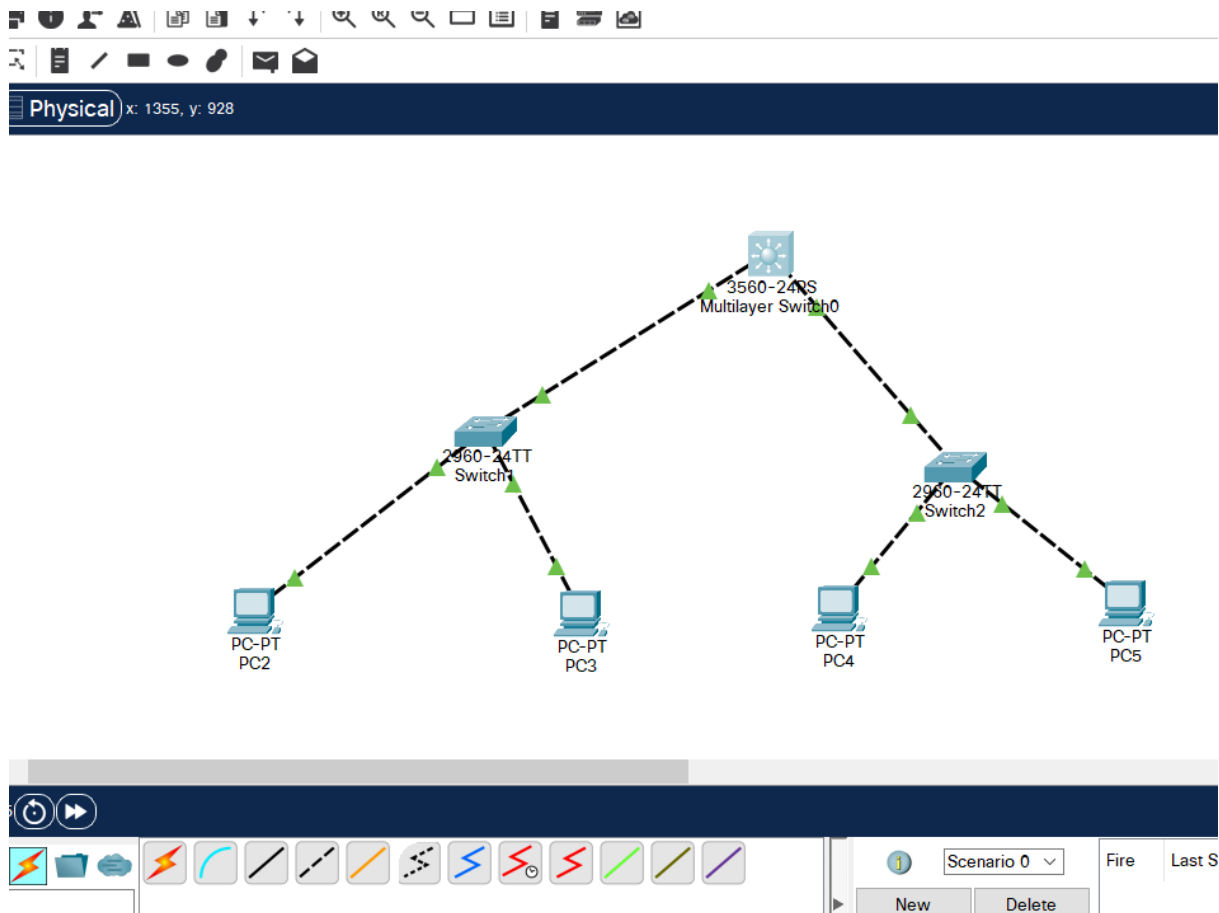 Physical x: 1355, y: 928
3560-24PS
Multilayer Switch0
2960-24TT
Switch1
2960-24TT
Switch2
PC-PT
PC2
PC-PT
PC3
PC-PT
PC4
PC-PT
PC5
Scenario 0
Fire
Last S
New
Delete